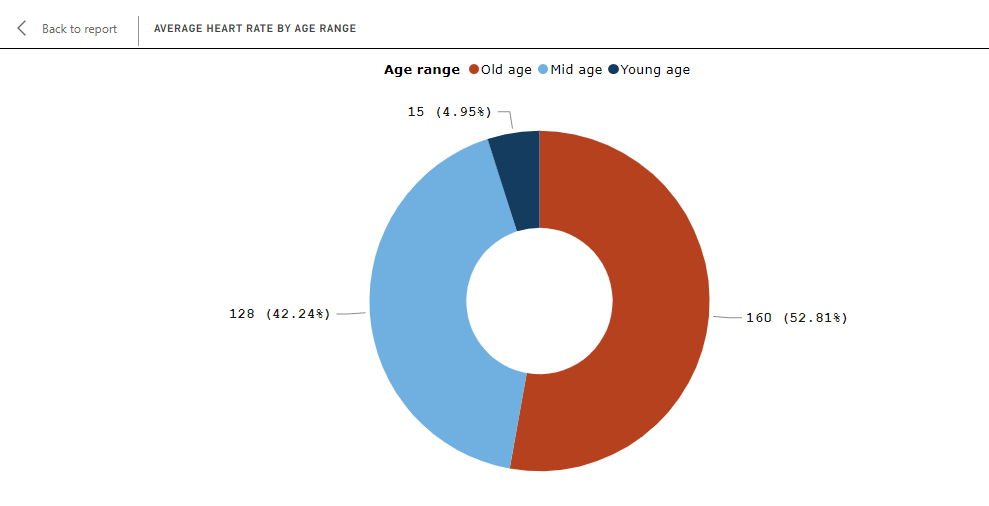 Back to report
AVERAGE HEART RATE BY AGE RANGE
Age range Old age Mid age Young age
15 (4.95%)
128 (42.24%)
160 (52.81%)